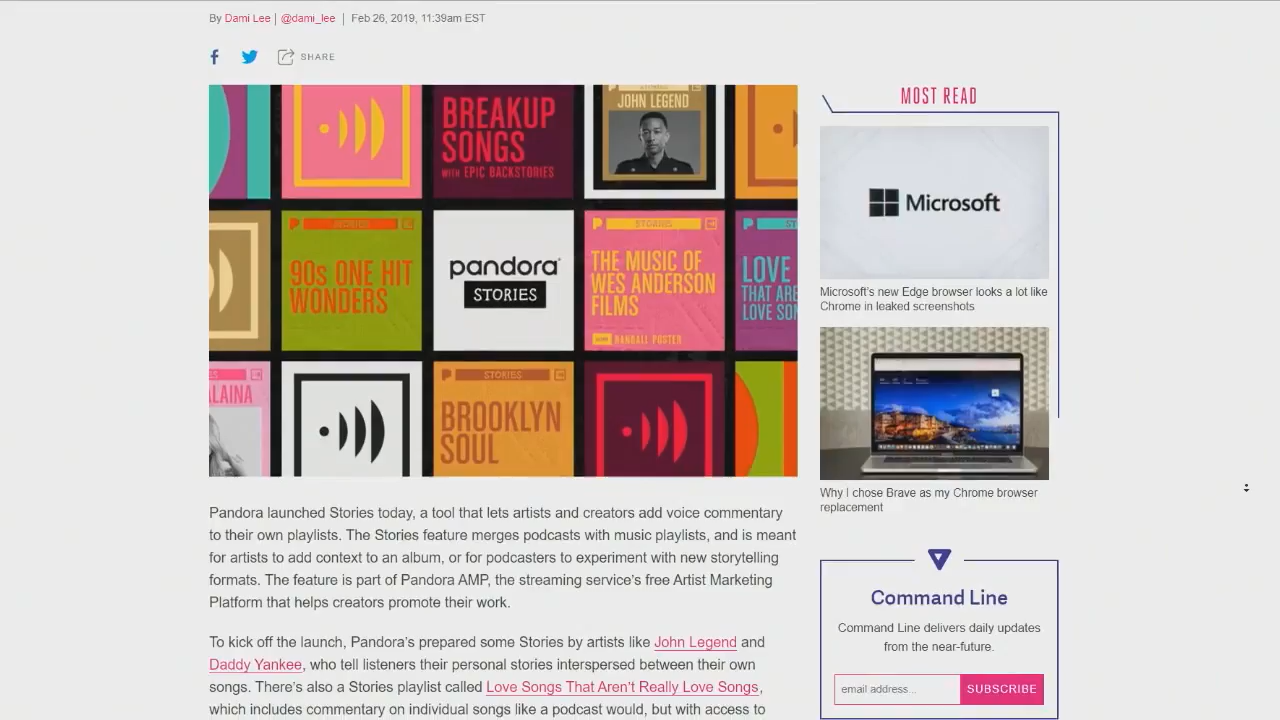 By Dami Lee | @dami_lee | Feb 26, 2019, 11:39am EST
SHARE
BREAKUP
SONGS
WITH EPIC BACKSTORIES
JOHN LEGEND
STORIES
90s ONE HIT
WONDERS
pandora
STORIES
STORIES
THE MUSIC OF
WES ANDERSON
FILMS
RANDALL POSTER
LOVE
THAT ARE
LOVE SON
ALAINA
STORIES
BROOKLYN
SOUL
Pandora launched Stories today, a tool that lets artists and creators add voice commentary
to their own playlists. The Stories feature merges podcasts with music playlists, and is meant
for artists to add context to an album, or for podcasters to experiment with new storytelling
formats. The feature is part of Pandora AMP, the streaming service's free Artist Marketing
Platform that helps creators promote their work.
To kick off the launch, Pandora's prepared some Stories by artists like John Legend and
Daddy Yankee, who tell listeners their personal stories interspersed between their own
songs. There's also a Stories playlist called Love Songs That Aren't Really Love Songs,
which includes commentary on individual songs like a podcast would, but with access to
MOST READ
Microsoft
Microsoft's new Edge browser looks a lot like
Chrome in leaked screenshots
Why I chose Brave as my Chrome browser
replacement
Command Line
Command Line delivers daily updates
from the near-future.
email address...
SUBSCRIBE